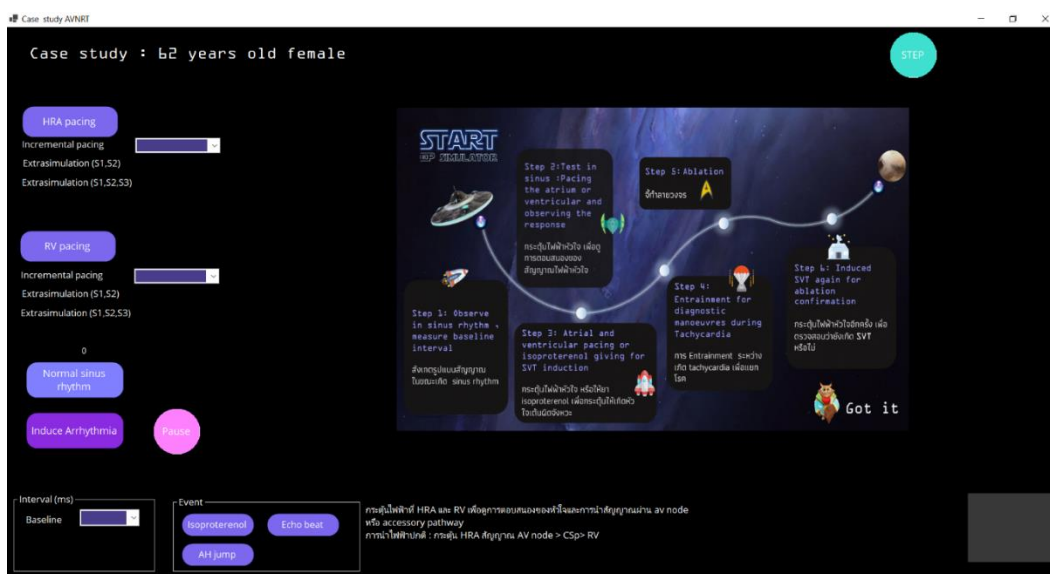 Case study AVNRT
Case study : 62 years old female
STEP
HRA pacing
Incremental pacing
Extrasimulation (S1,S2)
Extrasimulation (S1,S2,S3)
RV pacing
Incremental pacing
Extrasimulation (S1,S2)
Extrasimulation (S1,S2,S3)
0
Normal sinus
rhythm
Induce Arrhythmia
Pause
START
EP SIMULATOR
Step 1: Observe
in sinus rhythm ,
measure baseline
interval
สังเกตรูปแบบสัญญาณ
ในขณะเกิด sinus rhythm
Step 2:Test in
sinus :Pacing
the atrium or
ventricular and
observing the
response
กระตุ้นไฟฟ้าหัวใจ เพื่อดู
การตอบสนองของ
สัญญาณไฟฟ้าหัวใจ
Step 3: Atrial and
ventricular pacing or
isoproterenol giving for
SVT induction
กระตุ้นไฟฟ้าหัวใจ หรือให้ยา
isoproterenol เพื่อกระตุ้นให้เกิดหัว
ใจเต้นผิดจังหวะ
Step 4:
Entrainment for
diagnostic
manoeuvres during
Tachycardia
การ Entrainment ระหว่าง
เกิด tachycardia เพื่อแยก
โรค
Step 5: Ablation
จี้ทำลายวงจร
Step 6: Induced
SVT again for
ablation
confirmation
กระตุ้นไฟฟ้าหัวใจอีกครั้ง เพื่อ
ตรวจสอบว่ายังเกิด SVT
หรือไม่
Got it
Interval (ms)
Baseline
Event
Isoproterenol
Echo beat
AH jump
กระตุ้นไฟฟ้าที่ HRA และ RV เพื่อดูการตอบสนองของหัวใจและการนำสัญญาณผ่าน av node
หรือ accessory pathway
การนำไฟฟ้าปกติ : กระตุ้น HRA สัญญาณ AV node > CSp> RV